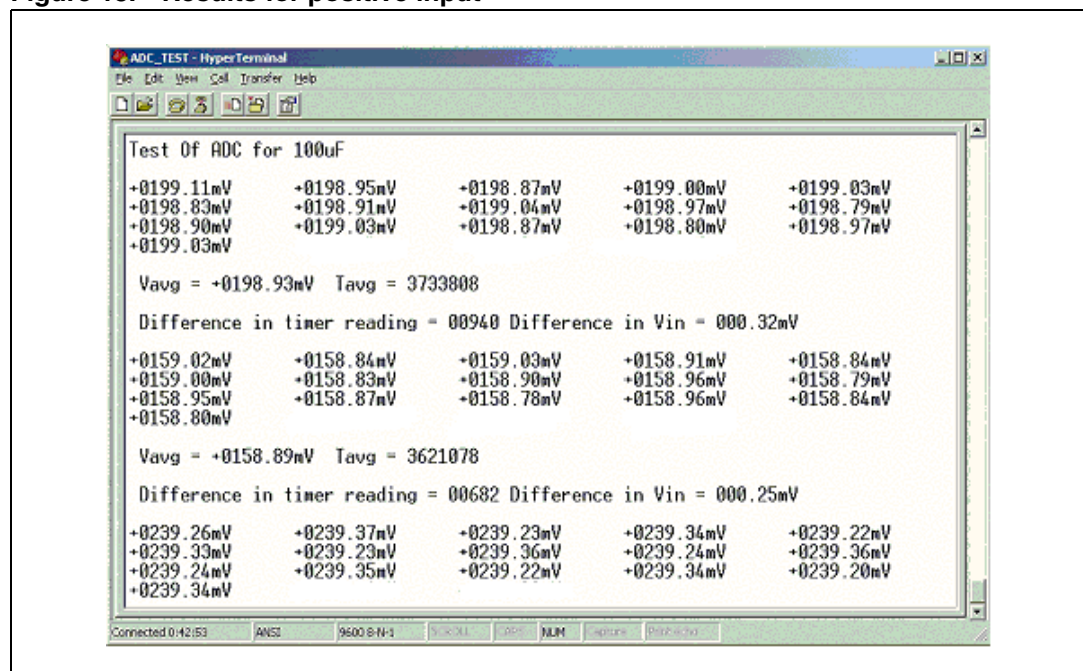 Figure 18. Results for positive input
ADC_TEST - HyperTerminal
File Edit View Call Transfer Help
Test Of ADC for 100uF
+0199.11mV +0198.95mV +0198.87mV +0199.00mV +0199.03mV
+0198.83mV +0198.91mV +0199.04mV +0198.97mV +0198.79mV
+0198.90mV +0199.03mV +0198.87mV +0198.80mV +0198.97mV
+0199.03mV
Vavg = +0198.93mV Tavg = 3733808
Difference in timer reading = 00940 Difference in Vin = 000.32mV
+0159.02mV +0158.84mV +0159.03mV +0158.91mV +0158.84mV
+0159.00mV +0158.83mV +0158.90mV +0158.96mV +0158.79mV
+0158.95mV +0158.87mV +0158.78mV +0158.96mV +0158.84mV
+0158.80mV
Vavg = +0158.89mV Tavg = 3621078
Difference in timer reading = 00682 Difference in Vin = 000.25mV
+0239.26mV +0239.37mV +0239.23mV +0239.34mV +0239.22mV
+0239.33mV +0239.23mV +0239.36mV +0239.24mV +0239.36mV
+0239.24mV +0239.35mV +0239.22mV +0239.34mV +0239.20mV
+0239.34mV
Connected 0:42:53 ANSI 9600 8-N-1 SCROLL CAPS NUM Capture Print echo